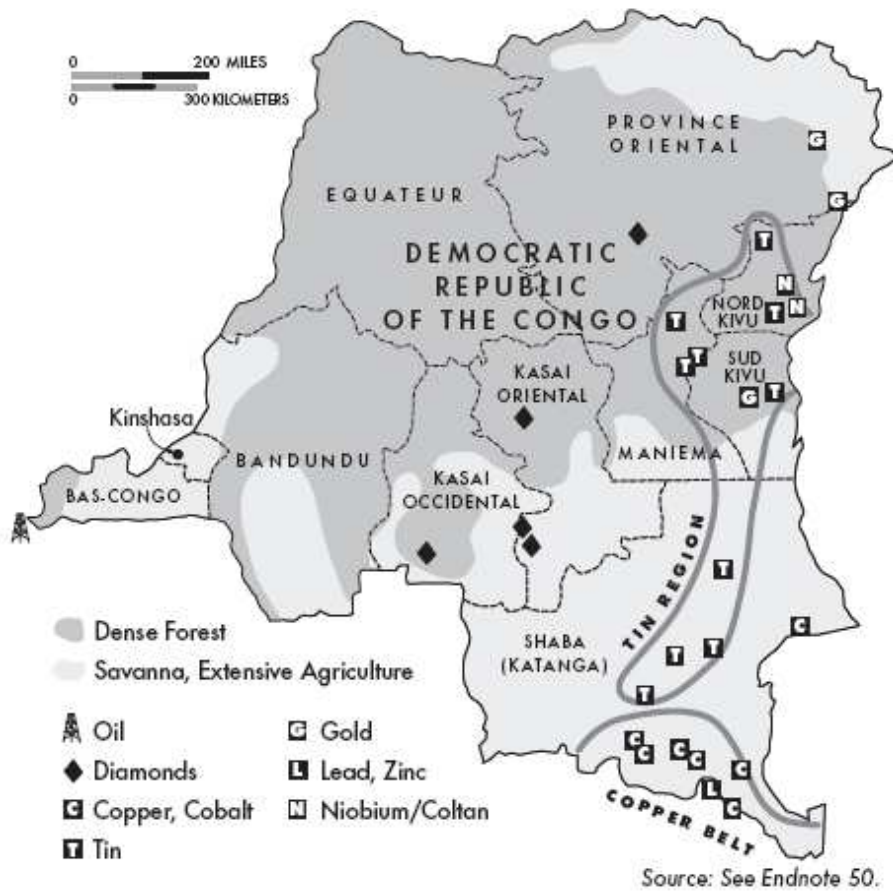 0 200 MILES
0 300 KILOMETERS
PROVINCE
ORIENTAL
G
EQUATEUR
G
T
DEMOCRATIC
REPUBLIC
OF THE CONGO
N
NORD
KIVU
T
N
T
T
T
SUD
KIVU
G
T
KASAI
ORIENTAL
Kinshasa
BANDUNDU
MANIEMA
KASAI
OCCIDENTAL
BAS-CONGO
TIN REGION
T
C
SHABA
(KATANGA)
T
T
T
Dense Forest
Savanna, Extensive Agriculture
Oil
G Gold
Diamonds
L Lead, Zinc
C Copper, Cobalt
N Niobium/Coltan
T Tin
C
C
C
C
C
L
C
COPPER BELT
Source: See Endnote 50.